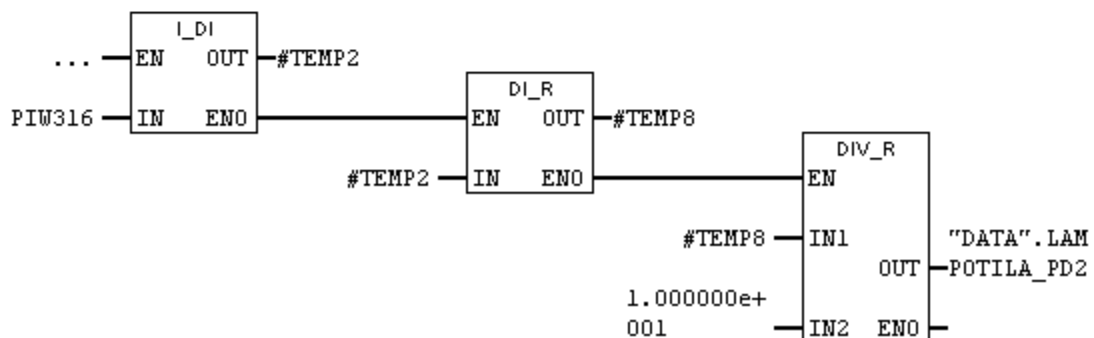 I_DI
... EN OUT #TEMP2
PIW316 IN ENO
DI_R
EN OUT #TEMP8
#TEMP2 IN ENO
DIV_R
EN
#TEMP8 IN1 "DATA".LAM
OUT POTILA_PD2
1.000000e+
001 IN2 ENO